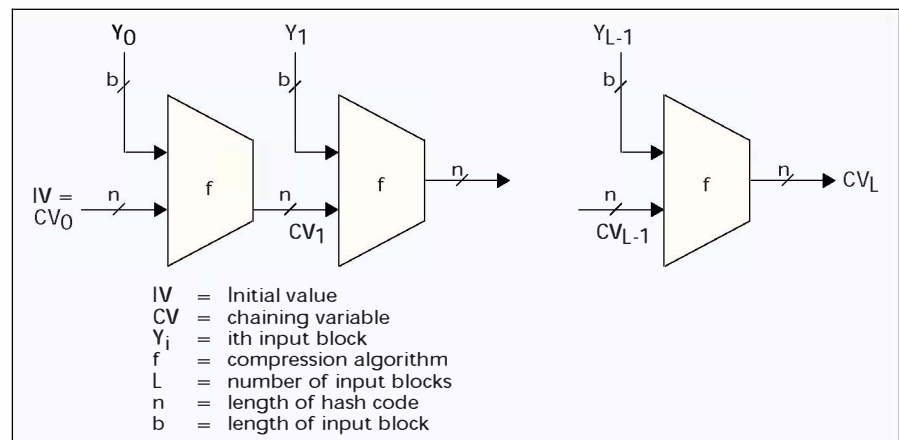 Y0 Y1 YL-1
b b b
f f f
n n n n n
IV =
CV0
CV1
CVL-1
CVL
IV = Initial value
CV = chaining variable
Yi = ith input block
f = compression algorithm
L = number of input blocks
n = length of hash code
b = length of input block